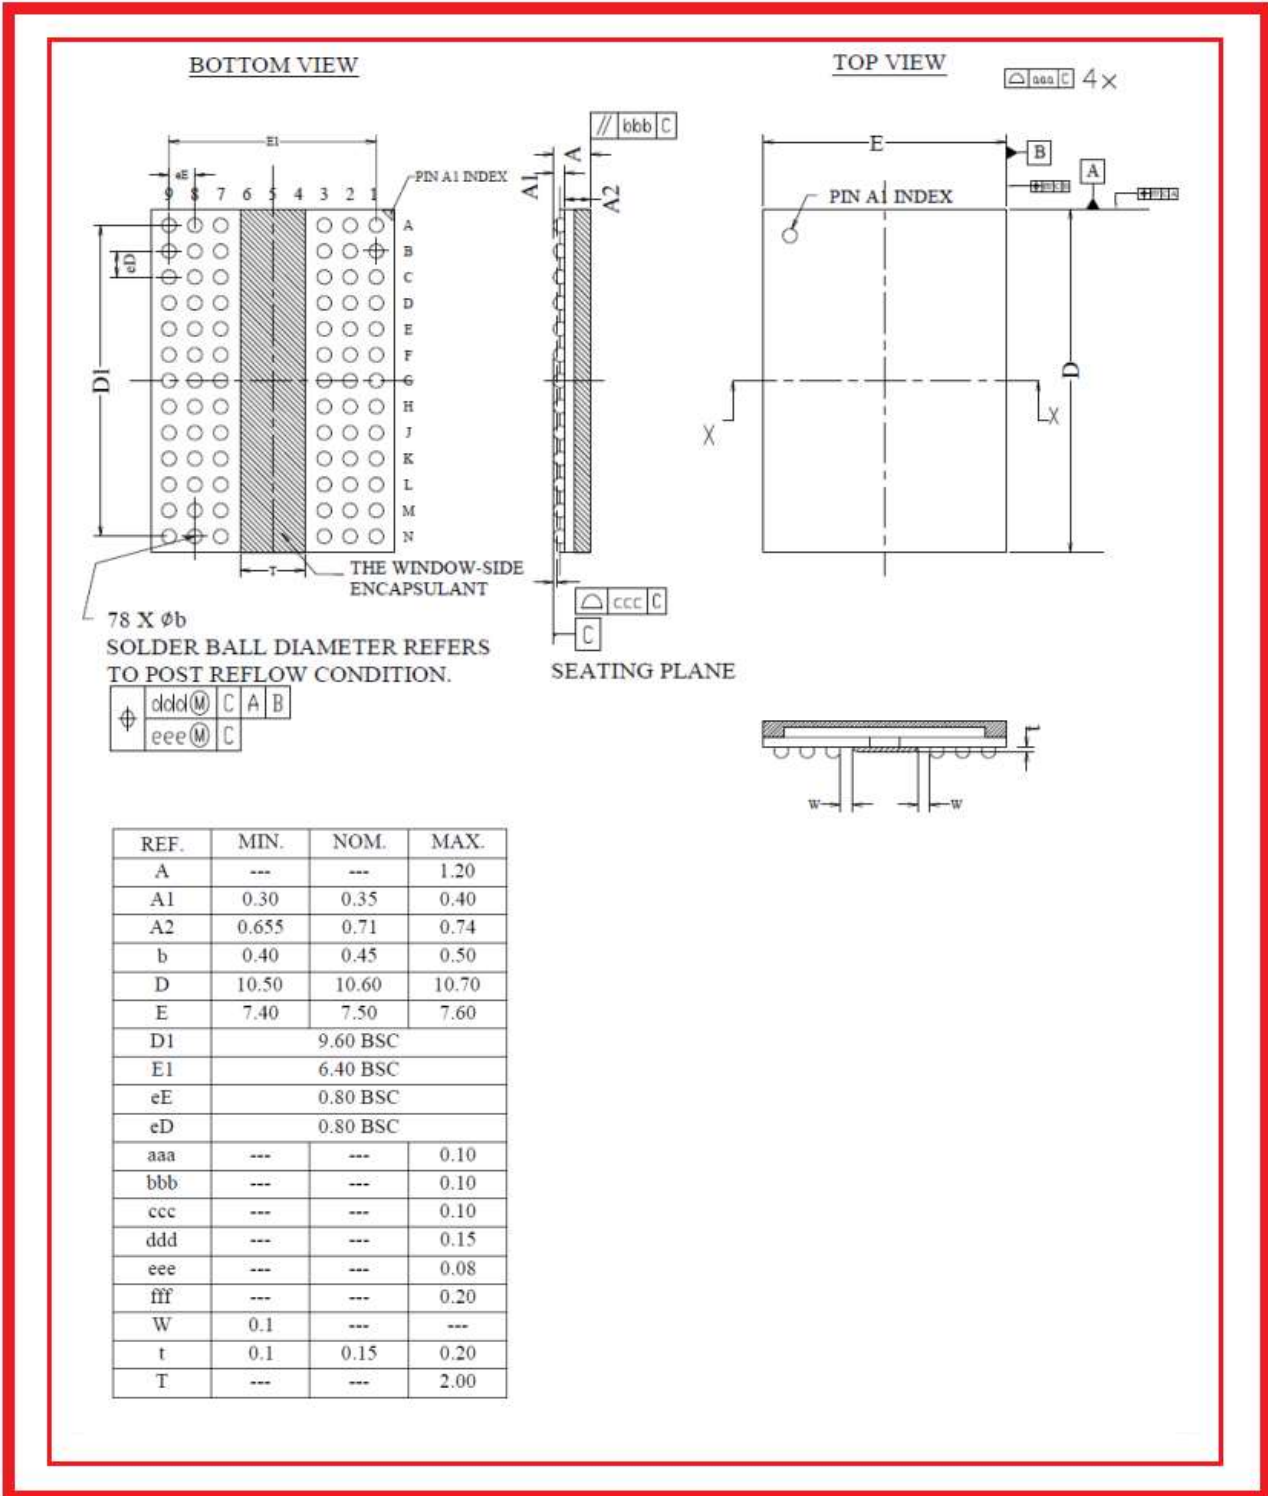 BOTTOM VIEW
TOP VIEW
aaa C 4×
// bbb C
E1
A
E
B
A
eE
PIN A1 INDEX
A1
A2
9 8 7 6 5 4 3 2 1
PIN A1 INDEX
A
B
C
D
E
F
G
H
J
K
L
M
N
eD
D1
D
X
X
T
THE WINDOW-SIDE
ENCAPSULANT
ccc C
C
SEATING PLANE
78 X Øb
SOLDER BALL DIAMETER REFERS
TO POST REFLOW CONDITION.
⌖ ddd Ⓜ C A B
eee Ⓜ C
t
W W
REF. MIN. NOM. MAX.
A --- --- 1.20
A1 0.30 0.35 0.40
A2 0.655 0.71 0.74
b 0.40 0.45 0.50
D 10.50 10.60 10.70
E 7.40 7.50 7.60
D1 9.60 BSC
E1 6.40 BSC
eE 0.80 BSC
eD 0.80 BSC
aaa --- --- 0.10
bbb --- --- 0.10
ccc --- --- 0.10
ddd --- --- 0.15
eee --- --- 0.08
fff --- --- 0.20
W 0.1 --- ---
t 0.1 0.15 0.20
T --- --- 2.00